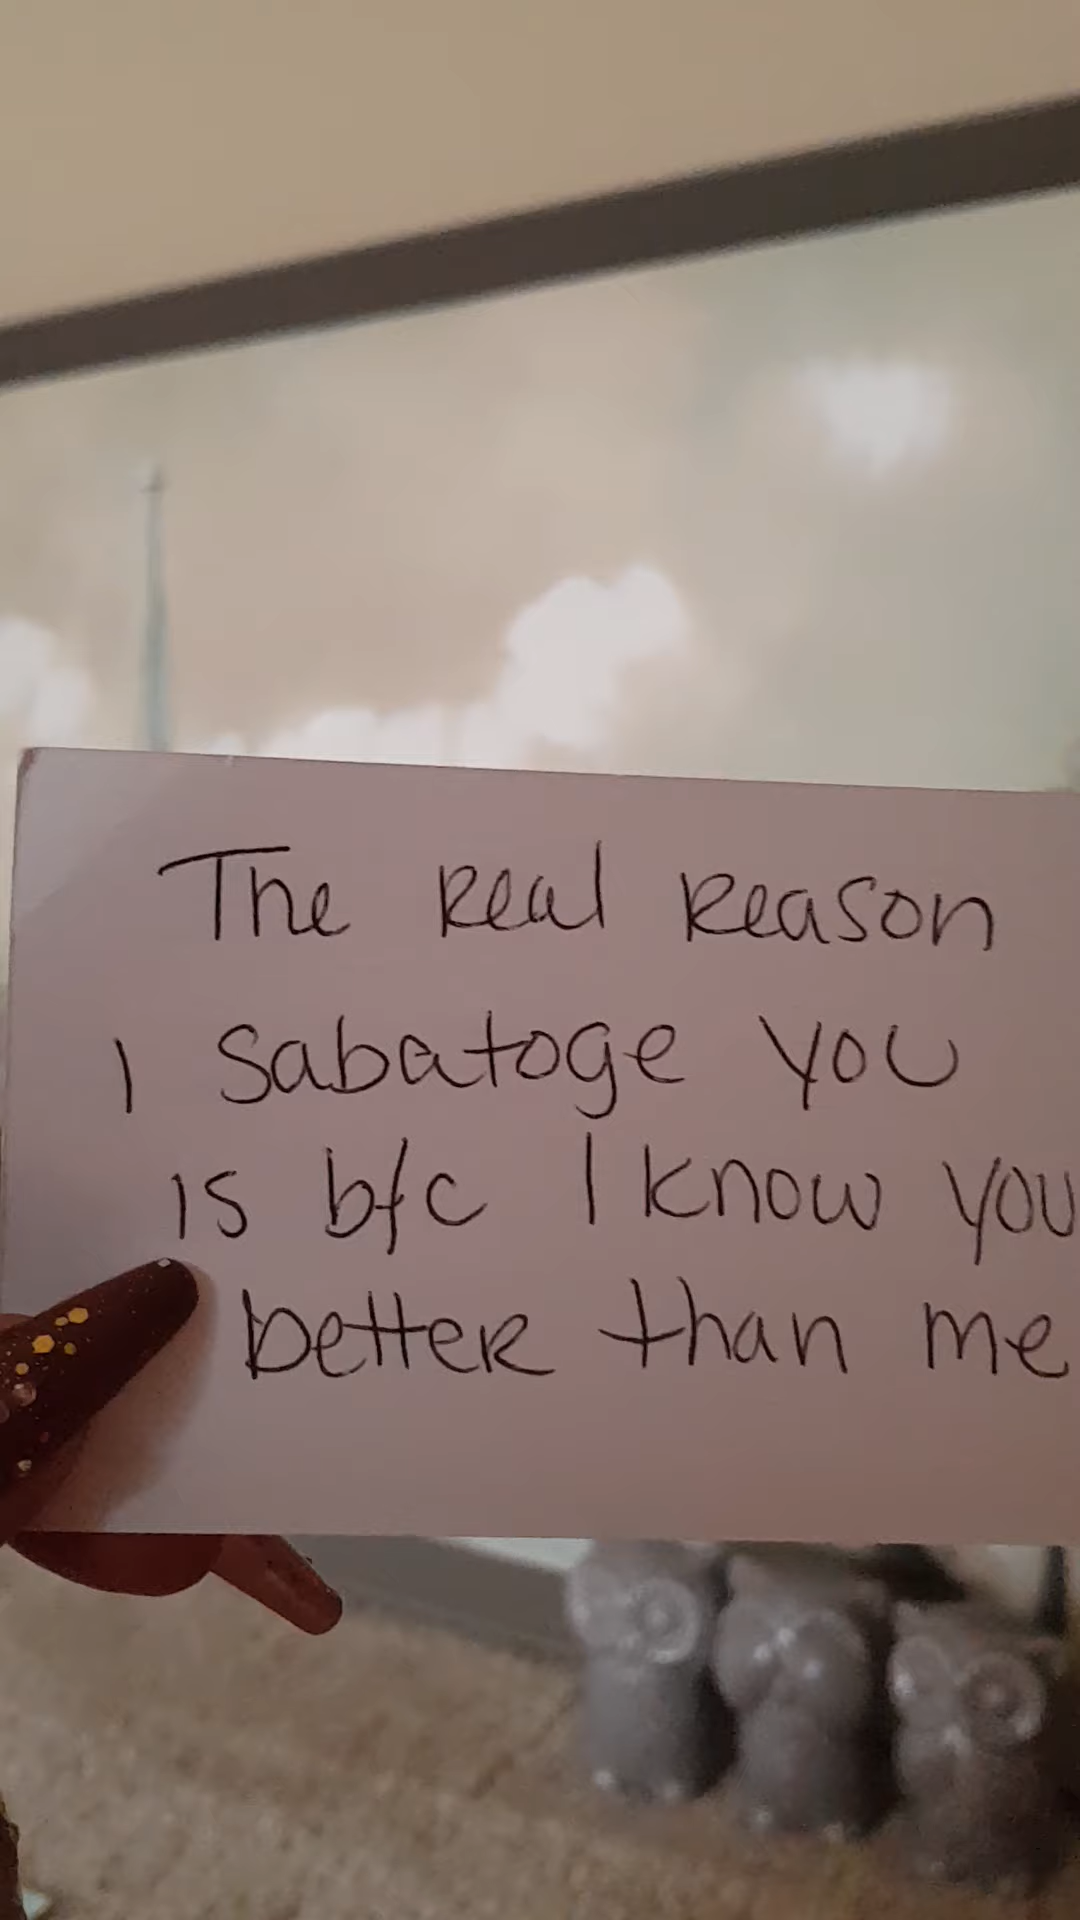 The Real Reason
I Sabatoge you
is b/c I know you
better than me